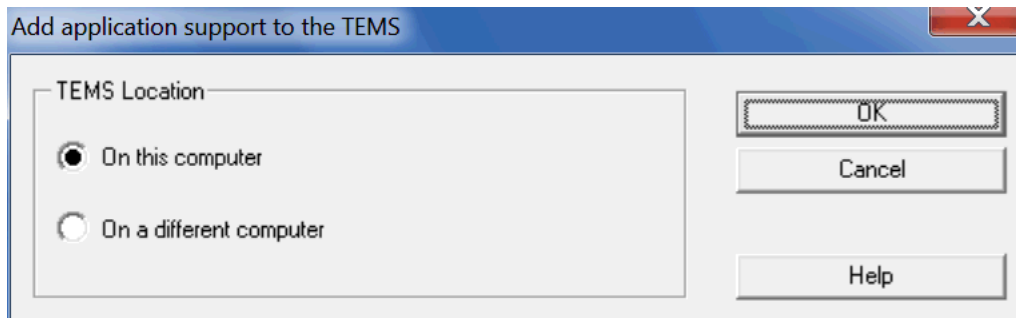 Add application support to the TEMS
TEMS Location
On this computer
On a different computer
OK
Cancel
Help